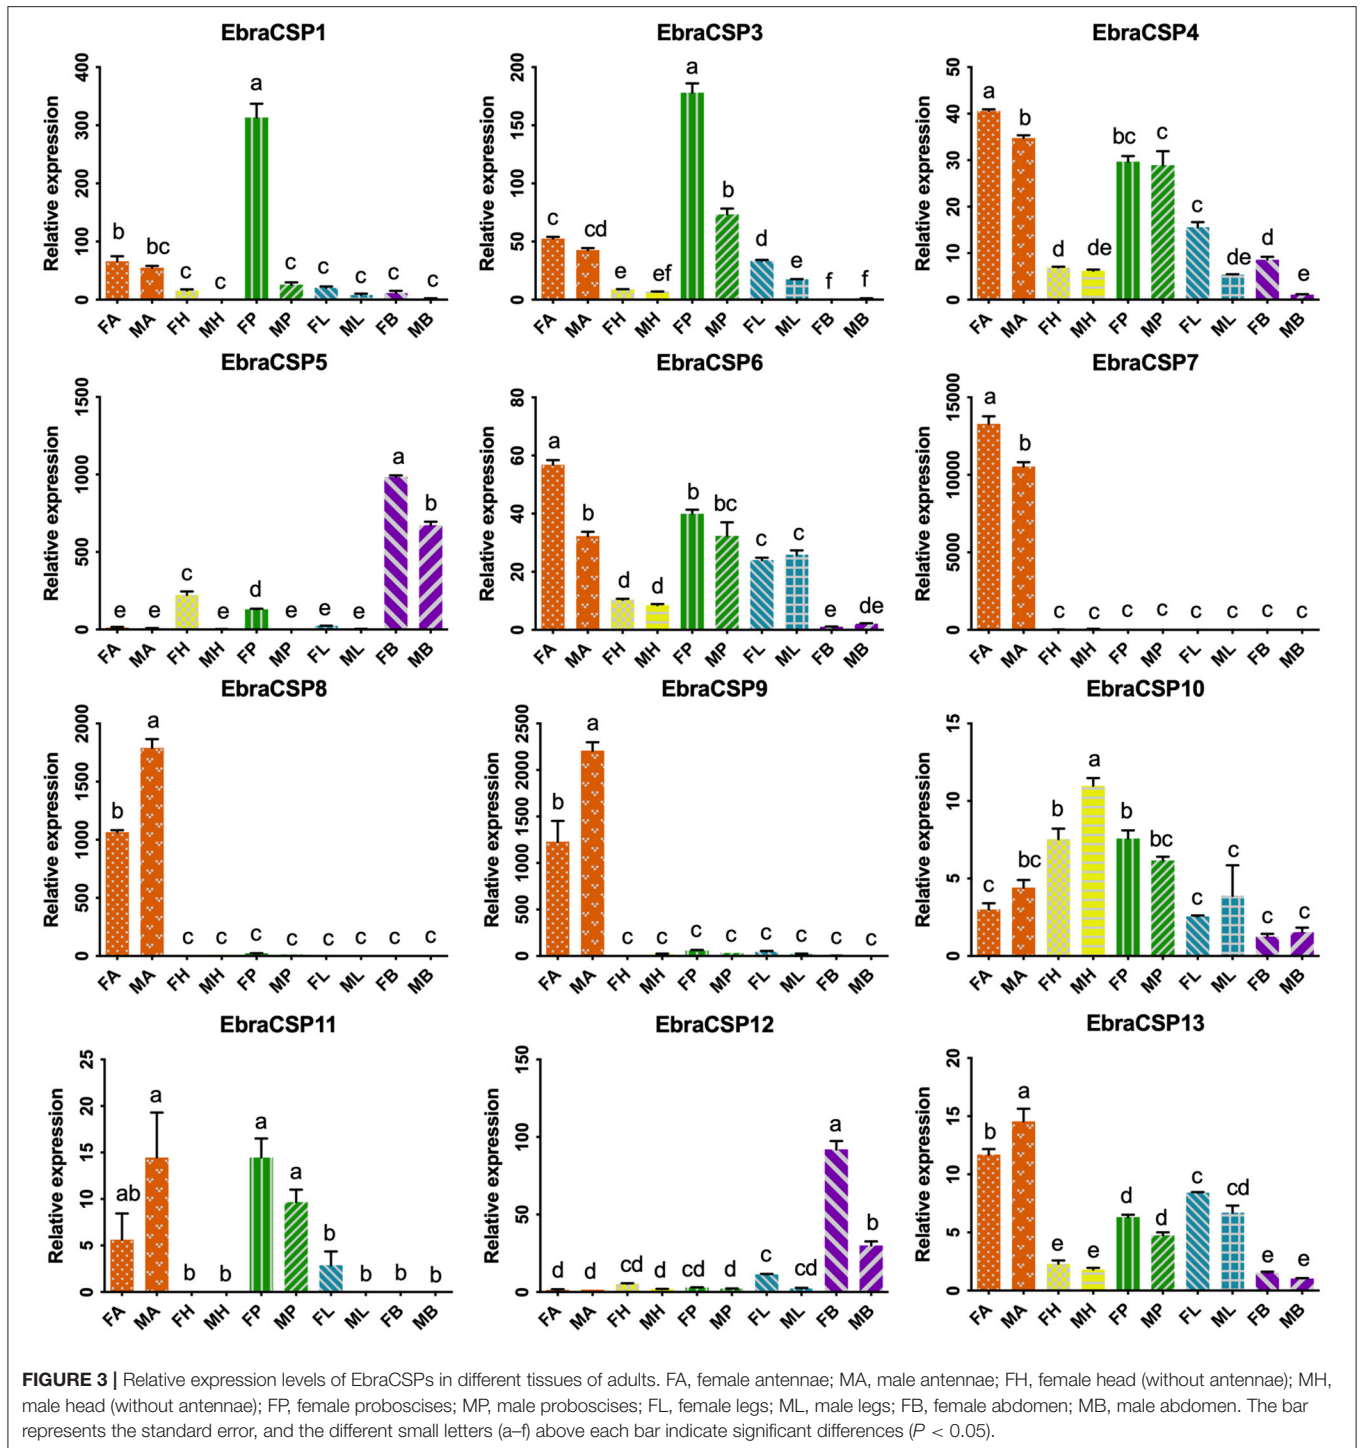 EbraCSP1
EbraCSP3
EbraCSP4
Relative expression
400
300
200
100
0
b
bc
c
c
a
c
c
c
c
c
FA
MA
FH
MH
FP
MP
FL
ML
FB
MB
Relative expression
200
150
100
50
0
c
cd
e
ef
a
b
d
e
f
f
FA
MA
FH
MH
FP
MP
FL
ML
FB
MB
Relative expression
50
40
30
20
10
0
a
b
d
de
bc
c
c
de
d
e
FA
MA
FH
MH
FP
MP
FL
ML
FB
MB
EbraCSP5
EbraCSP6
EbraCSP7
Relative expression
1500
1000
500
0
e
e
c
e
d
e
e
e
a
b
FA
MA
FH
MH
FP
MP
FL
ML
FB
MB
Relative expression
80
60
40
20
0
a
b
d
d
b
bc
c
c
e
de
FA
MA
FH
MH
FP
MP
FL
ML
FB
MB
Relative expression
15000
10000
5000
0
a
b
c
c
c
c
c
c
c
c
FA
MA
FH
MH
FP
MP
FL
ML
FB
MB
EbraCSP8
EbraCSP9
EbraCSP10
Relative expression
2000
1500
1000
500
0
b
a
c
c
c
c
c
c
c
c
FA
MA
FH
MH
FP
MP
FL
ML
FB
MB
Relative expression
2500
2000
1500
1000
500
0
b
a
c
c
c
c
c
c
c
c
FA
MA
FH
MH
FP
MP
FL
ML
FB
MB
Relative expression
15
10
5
0
c
bc
b
a
b
bc
c
c
c
c
FA
MA
FH
MH
FP
MP
FL
ML
FB
MB
EbraCSP11
EbraCSP12
EbraCSP13
Relative expression
25
20
15
10
5
0
ab
a
b
b
a
a
b
b
b
b
FA
MA
FH
MH
FP
MP
FL
ML
FB
MB
Relative expression
150
100
50
0
d
d
cd
d
cd
d
c
cd
a
b
FA
MA
FH
MH
FP
MP
FL
ML
FB
MB
Relative expression
20
15
10
5
0
b
a
e
e
d
d
c
cd
e
e
FA
MA
FH
MH
FP
MP
FL
ML
FB
MB
FIGURE 3 | Relative expression levels of EbraCSPs in different tissues of adults. FA, female antennae; MA, male antennae; FH, female head (without antennae); MH,
male head (without antennae); FP, female proboscises; MP, male proboscises; FL, female legs; ML, male legs; FB, female abdomen; MB, male abdomen. The bar
represents the standard error, and the different small letters (a–f) above each bar indicate significant differences (P < 0.05).